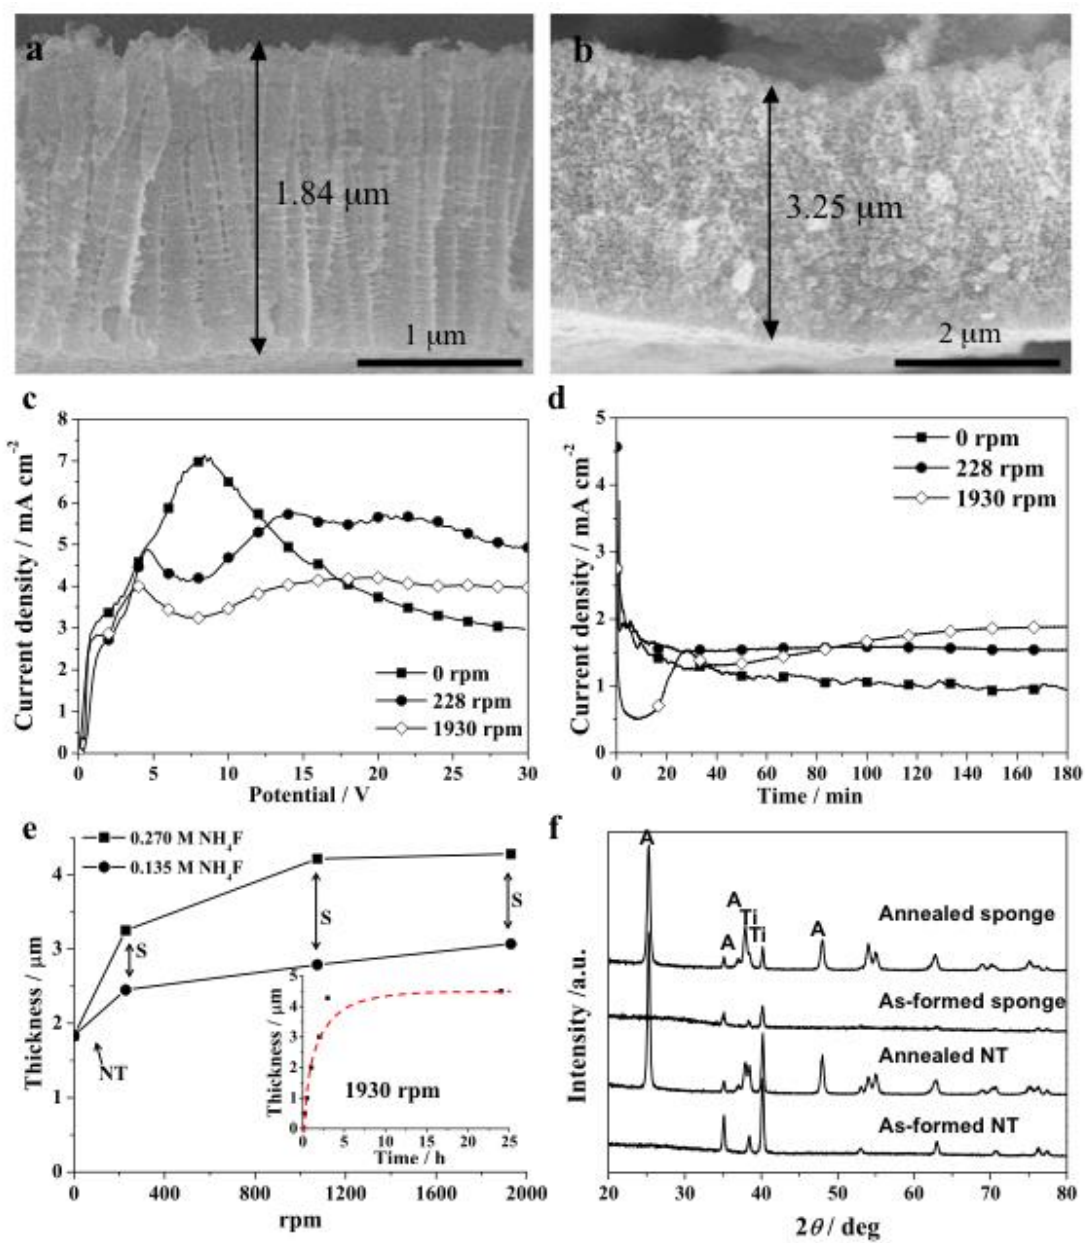 a
1.84 μm
1 μm
b
3.25 μm
2 μm
c
8
7
6
5
4
3
2
1
0
Current density / mA cm-2
0 rpm
228 rpm
1930 rpm
0 5 10 15 20 25 30
Potential / V
d
5
4
3
2
1
0
Current density / mA cm-2
0 rpm
228 rpm
1930 rpm
0 20 40 60 80 100 120 140 160 180
Time / min
e
0.270 M NH4F
0.135 M NH4F
4
3
2
1
0
Thickness / μm
S
S
S
NT
5
4
3
2
1
0
Thickness / μm
1930 rpm
0 5 10 15 20 25
Time / h
0 400 800 1200 1600 2000
rpm
f
A
A
A
Ti
Ti
A
Annealed sponge
As-formed sponge
Annealed NT
As-formed NT
Intensity /a.u.
20 30 40 50 60 70 80
2θ / deg